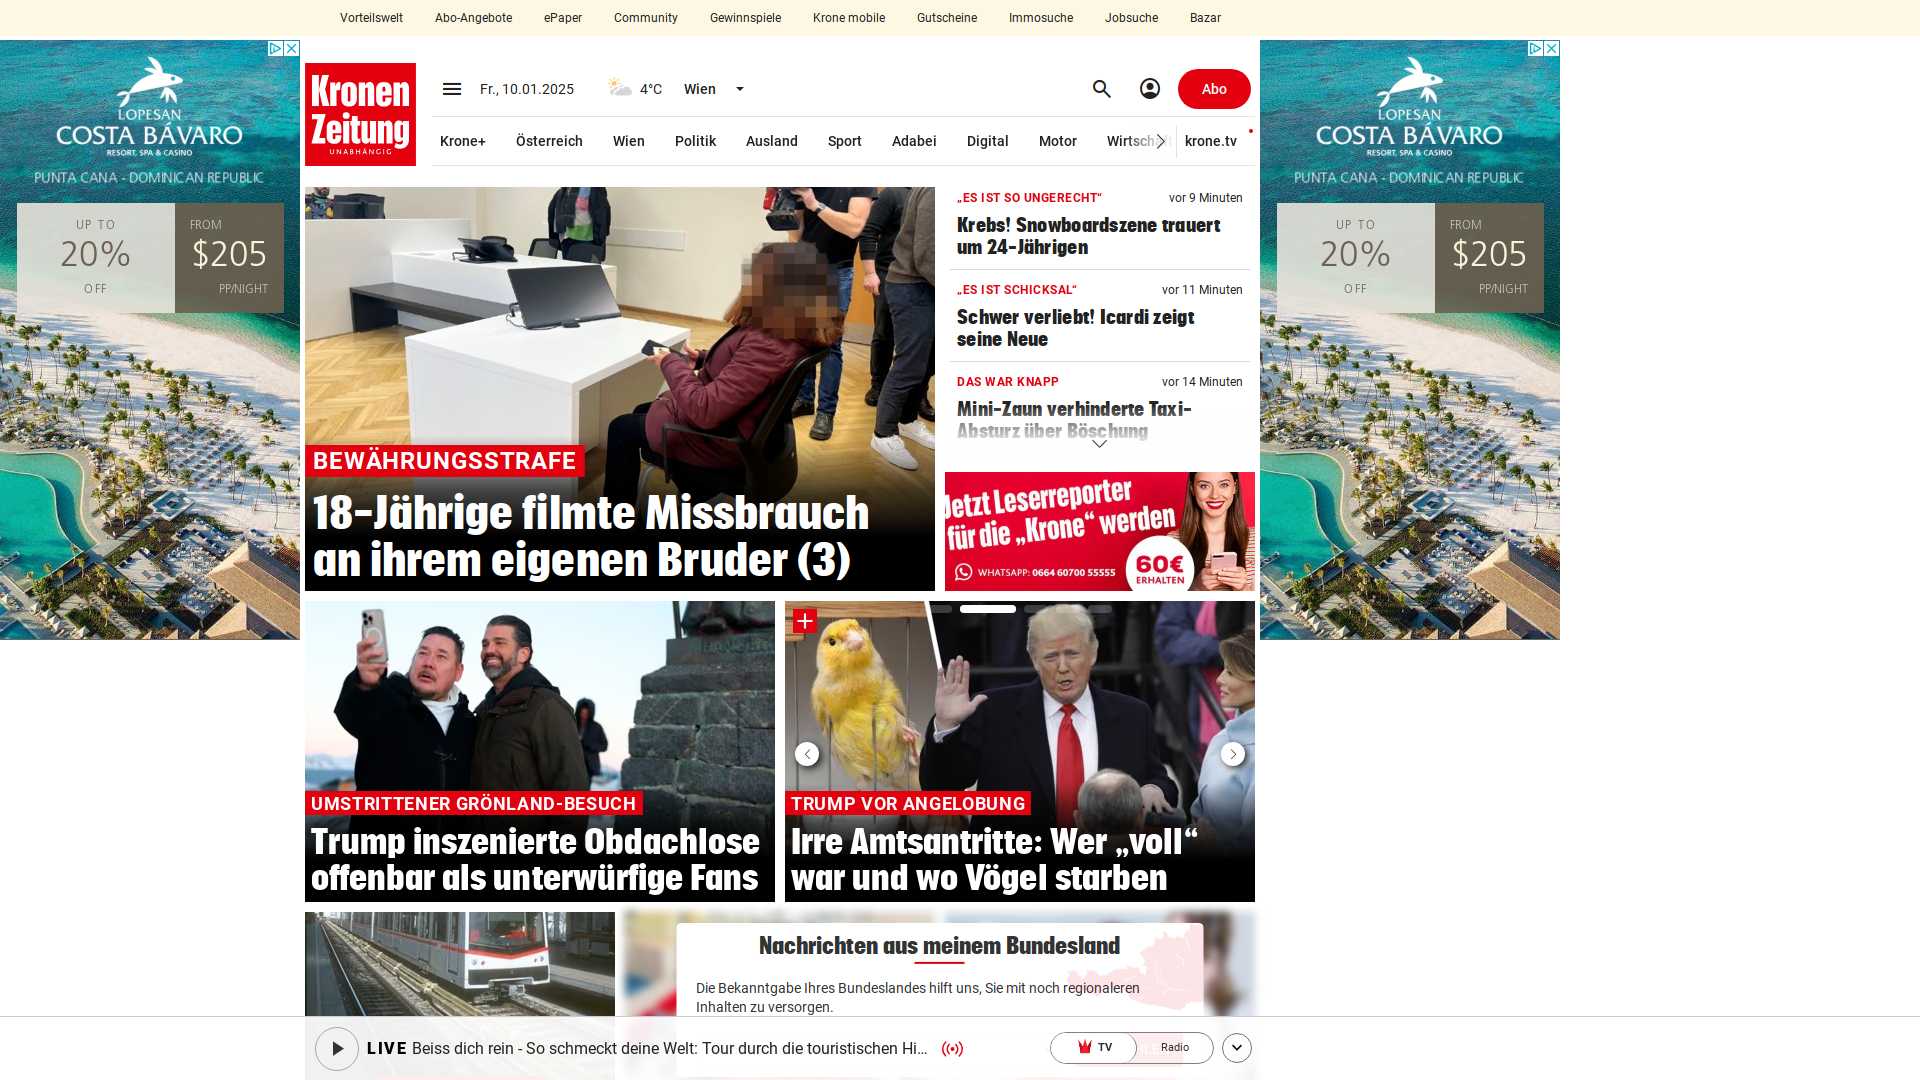 Vorteilswelt
Abo-Angebote
ePaper
Community
Gewinnspiele
Krone mobile
Gutscheine
Immosuche
Jobsuche
Bazar
LOPESAN
COSTA BÁVARO
RESORT, SPA & CASINO
PUNTA CANA - DOMINICAN REPUBLIC
UP TO
20%
OFF
FROM
$205
PP/NIGHT
Kronen
Zeitung
UNABHÄNGIG
Fr., 10.01.2025
4°C
Wien
Abo
Krone+
Österreich
Wien
Politik
Ausland
Sport
Adabei
Digital
Motor
Wirtsch
krone.tv
BEWÄHRUNGSSTRAFE
18-Jährige filmte Missbrauch
an ihrem eigenen Bruder (3)
„ES IST SO UNGERECHT“
vor 9 Minuten
Krebs! Snowboardszene trauert
um 24-Jährigen
„ES IST SCHICKSAL“
vor 11 Minuten
Schwer verliebt! Icardi zeigt
seine Neue
DAS WAR KNAPP
vor 14 Minuten
Mini-Zaun verhinderte Taxi-
Absturz über Böschung
Jetzt Leserreporter
für die „Krone“ werden
WHATSAPP: 0664 60700 55555
60€
ERHALTEN
LOPESAN
COSTA BÁVARO
RESORT, SPA & CASINO
PUNTA CANA - DOMINICAN REPUBLIC
UP TO
20%
OFF
FROM
$205
PP/NIGHT
UMSTRITTENER GRÖNLAND-BESUCH
Trump inszenierte Obdachlose
offenbar als unterwürfige Fans
TRUMP VOR ANGELOBUNG
Irre Amtsantritte: Wer „voll“
war und wo Vögel starben
Nachrichten aus meinem Bundesland
Die Bekanntgabe Ihres Bundeslandes hilft uns, Sie mit noch regionaleren
Inhalten zu versorgen.
LIVE Beiss dich rein - So schmeckt deine Welt: Tour durch die touristischen Hi...
TV
Radio